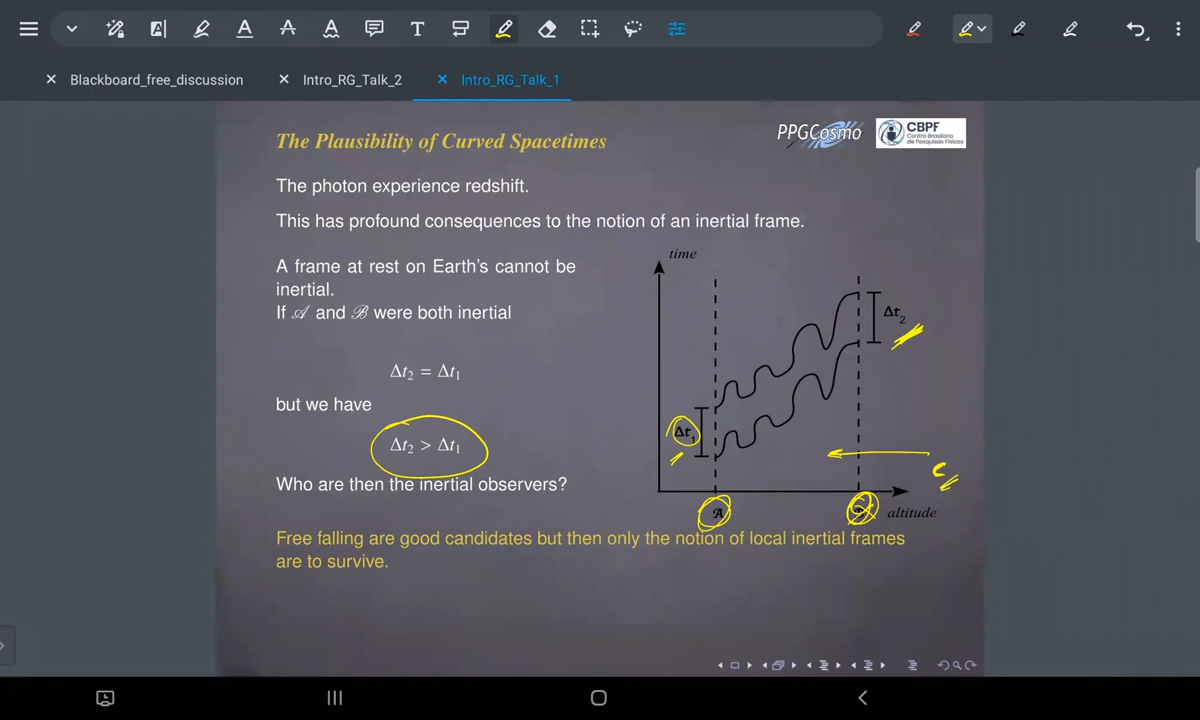 Blackboard_free_discussion
Intro_RG_Talk_2
Intro_RG_Talk_1
The Plausibility of Curved Spacetimes
PPGCosmo
CBPF
Centro Brasileiro
de Pesquisas Físicas
The photon experience redshift.
This has profound consequences to the notion of an inertial frame.
A frame at rest on Earth's cannot be
inertial.
If 𝒜 and ℬ were both inertial
Δt₂ = Δt₁
but we have
Δt₂ > Δt₁
Who are then the inertial observers?
time
Δt₂
Δt₁
𝒜
altitude
Free falling are good candidates but then only the notion of local inertial frames
are to survive.